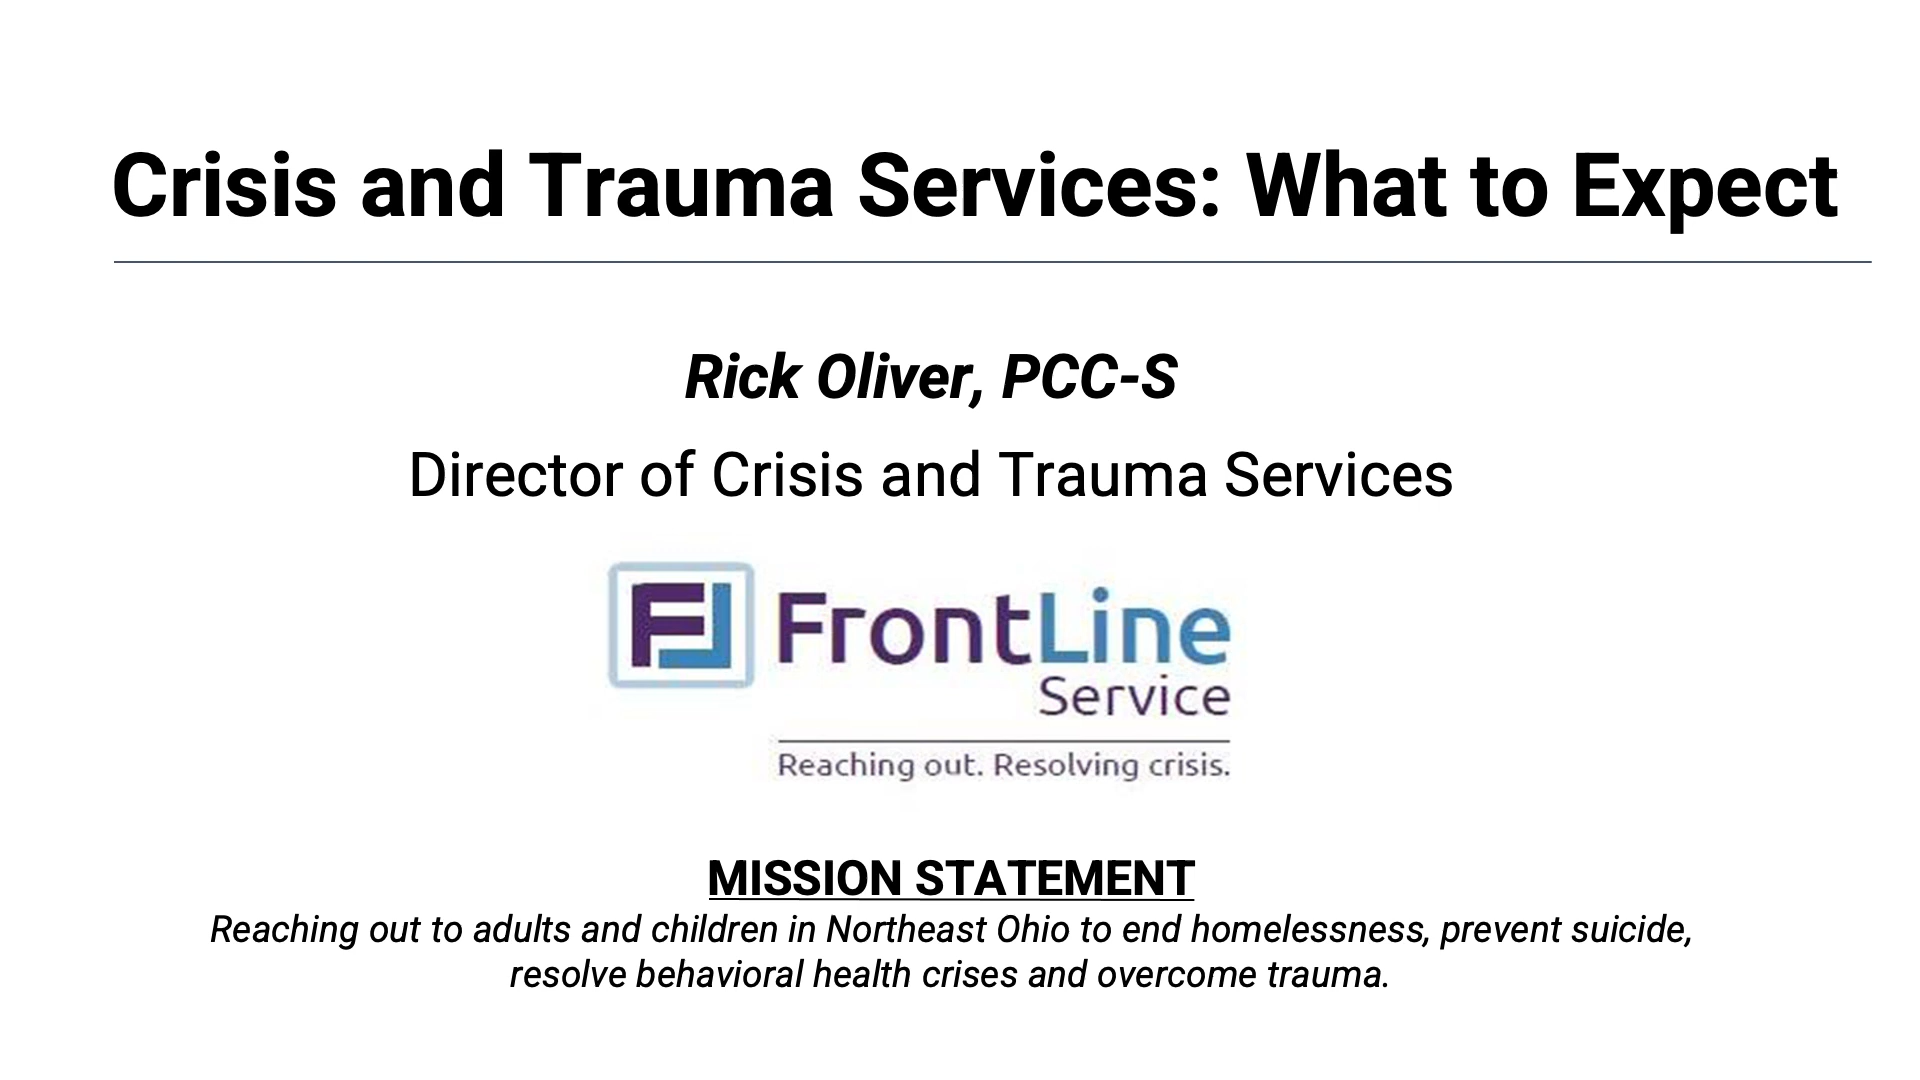 Crisis and Trauma Services: What to Expect
Rick Oliver, PCC-S
Director of Crisis and Trauma Services
FL FrontLine
Service
Reaching out. Resolving crisis.
MISSION STATEMENT
Reaching out to adults and children in Northeast Ohio to end homelessness, prevent suicide,
resolve behavioral health crises and overcome trauma.